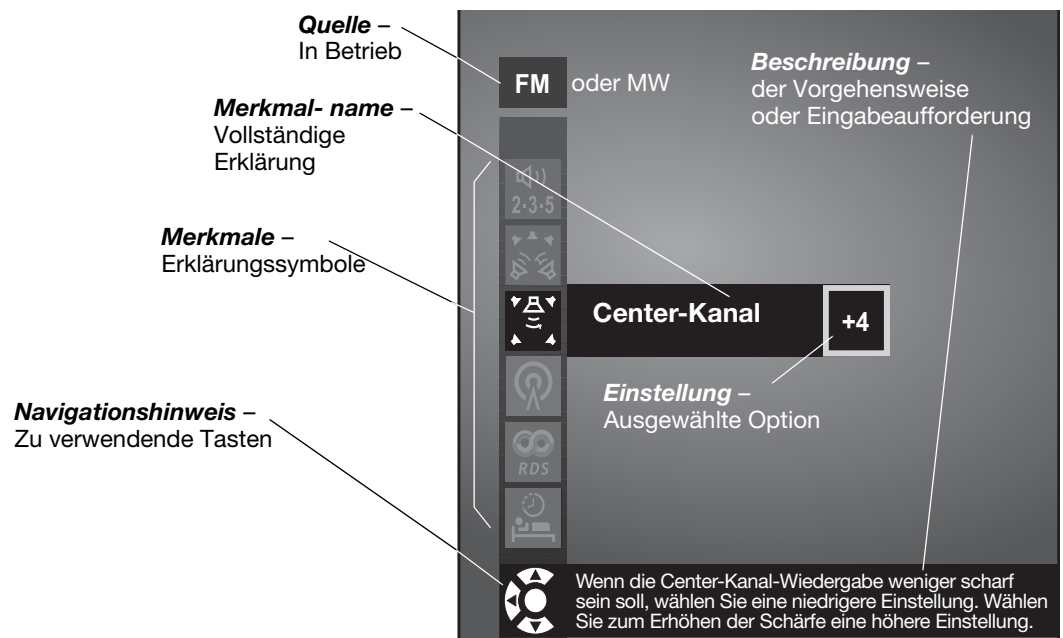 Quelle –
In Betrieb
FM oder MW
Beschreibung –
der Vorgehensweise
oder Eingabeaufforderung
Merkmal- name –
Vollständige
Erklärung
2·3·5
Merkmale –
Erklärungssymbole
Center-Kanal +4
Einstellung –
Ausgewählte Option
Navigationshinweis –
Zu verwendende Tasten
RDS
Wenn die Center-Kanal-Wiedergabe weniger scharf
sein soll, wählen Sie eine niedrigere Einstellung. Wählen
Sie zum Erhöhen der Schärfe eine höhere Einstellung.